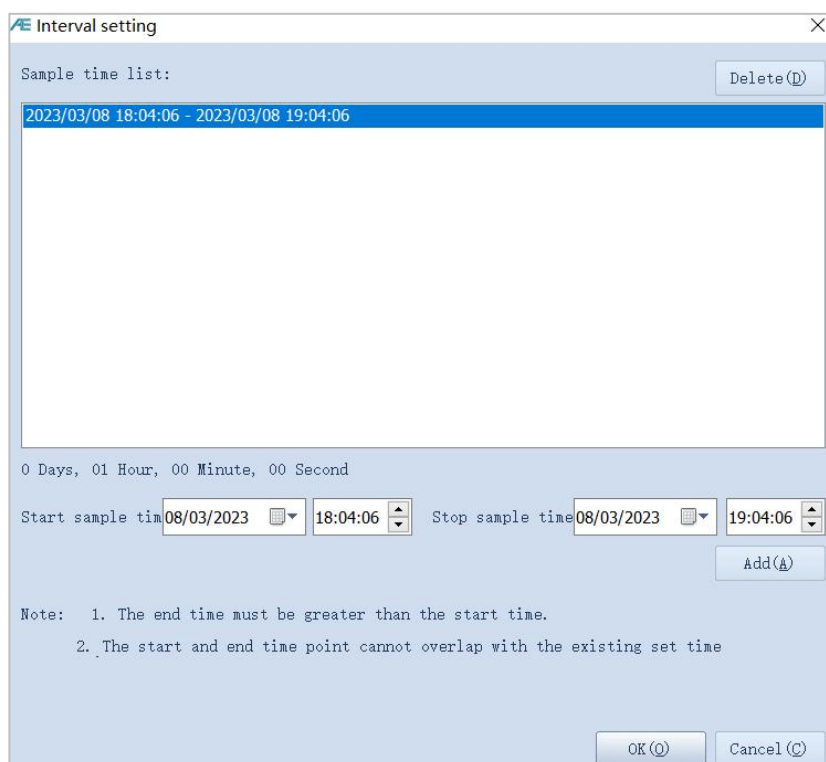 AE Interval setting
Sample time list:
Delete(D)
2023/03/08 18:04:06 - 2023/03/08 19:04:06
0 Days, 01 Hour, 00 Minute, 00 Second
Start sample tim 08/03/2023 18:04:06 Stop sample time 08/03/2023 19:04:06
Add(A)
Note: 1. The end time must be greater than the start time.
2. The start and end time point cannot overlap with the existing set time
OK(O) Cancel(C)